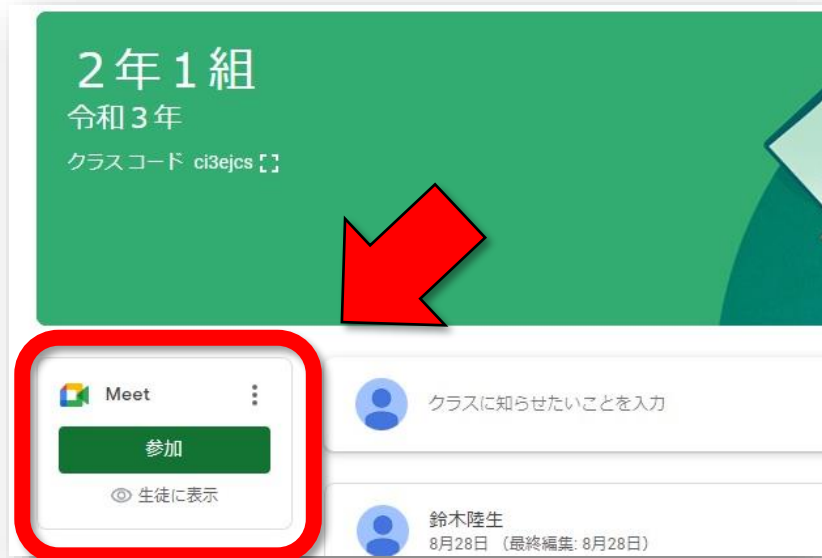 ２年１組
令和３年
クラスコード ci3ejcs
Meet
参加
生徒に表示
クラスに知らせたいことを入力
鈴木陸生
8月28日 （最終編集: 8月28日）